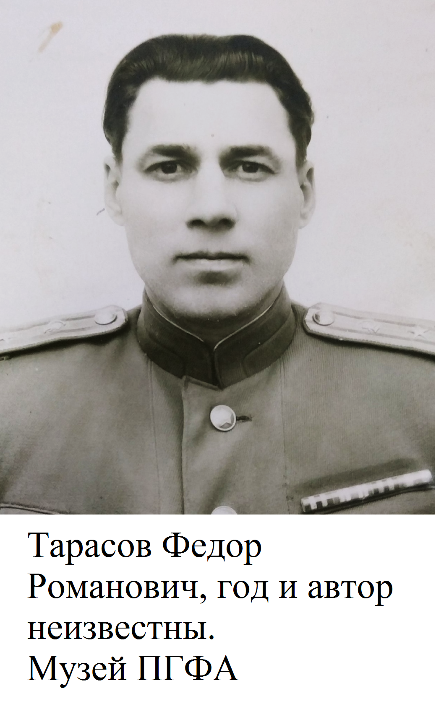 Тарасов Федор
Романович, год и автор
неизвестны.
Музей ПГФА